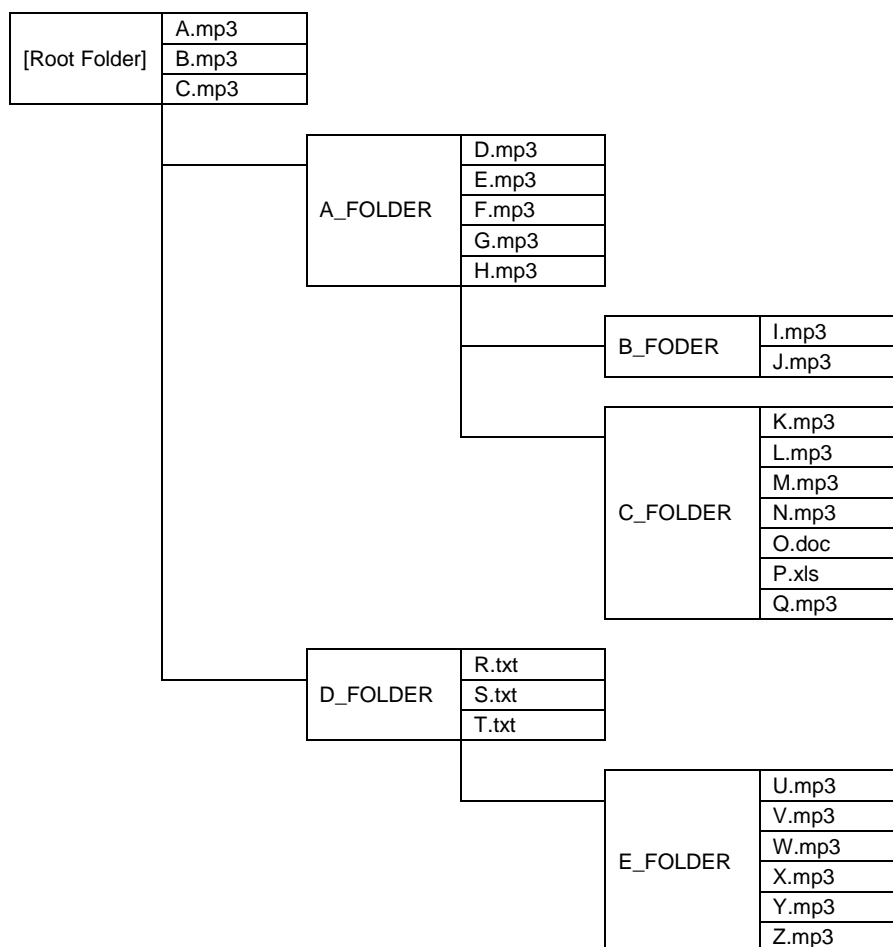 [Root Folder]
A.mp3
B.mp3
C.mp3
A_FOLDER
D.mp3
E.mp3
F.mp3
G.mp3
H.mp3
B_FODER
I.mp3
J.mp3
C_FOLDER
K.mp3
L.mp3
M.mp3
N.mp3
O.doc
P.xls
Q.mp3
D_FOLDER
R.txt
S.txt
T.txt
E_FOLDER
U.mp3
V.mp3
W.mp3
X.mp3
Y.mp3
Z.mp3